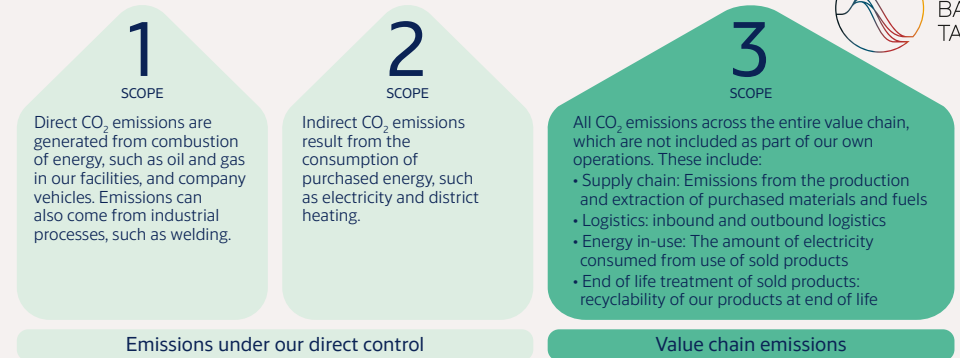 1
SCOPE
Direct CO₂ emissions are
generated from combustion
of energy, such as oil and gas
in our facilities, and company
vehicles. Emissions can
also come from industrial
processes, such as welding.
2
SCOPE
Indirect CO₂ emissions
result from the
consumption of
purchased energy, such
as electricity and district
heating.
3
SCOPE
All CO₂ emissions across the entire value chain,
which are not included as part of our own
operations. These include:
• Supply chain: Emissions from the production
and extraction of purchased materials and fuels
• Logistics: inbound and outbound logistics
• Energy in-use: The amount of electricity
consumed from use of sold products
• End of life treatment of sold products:
recyclability of our products at end of life
Emissions under our direct control
Value chain emissions